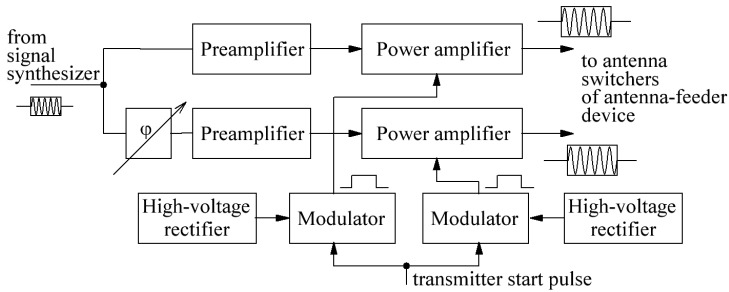 from
signal
synthesizer
Preamplifier
Power amplifier
to antenna
switchers
of antenna-feeder
device
φ
Preamplifier
Power amplifier
High-voltage
rectifier
Modulator
Modulator
High-voltage
rectifier
transmitter start pulse